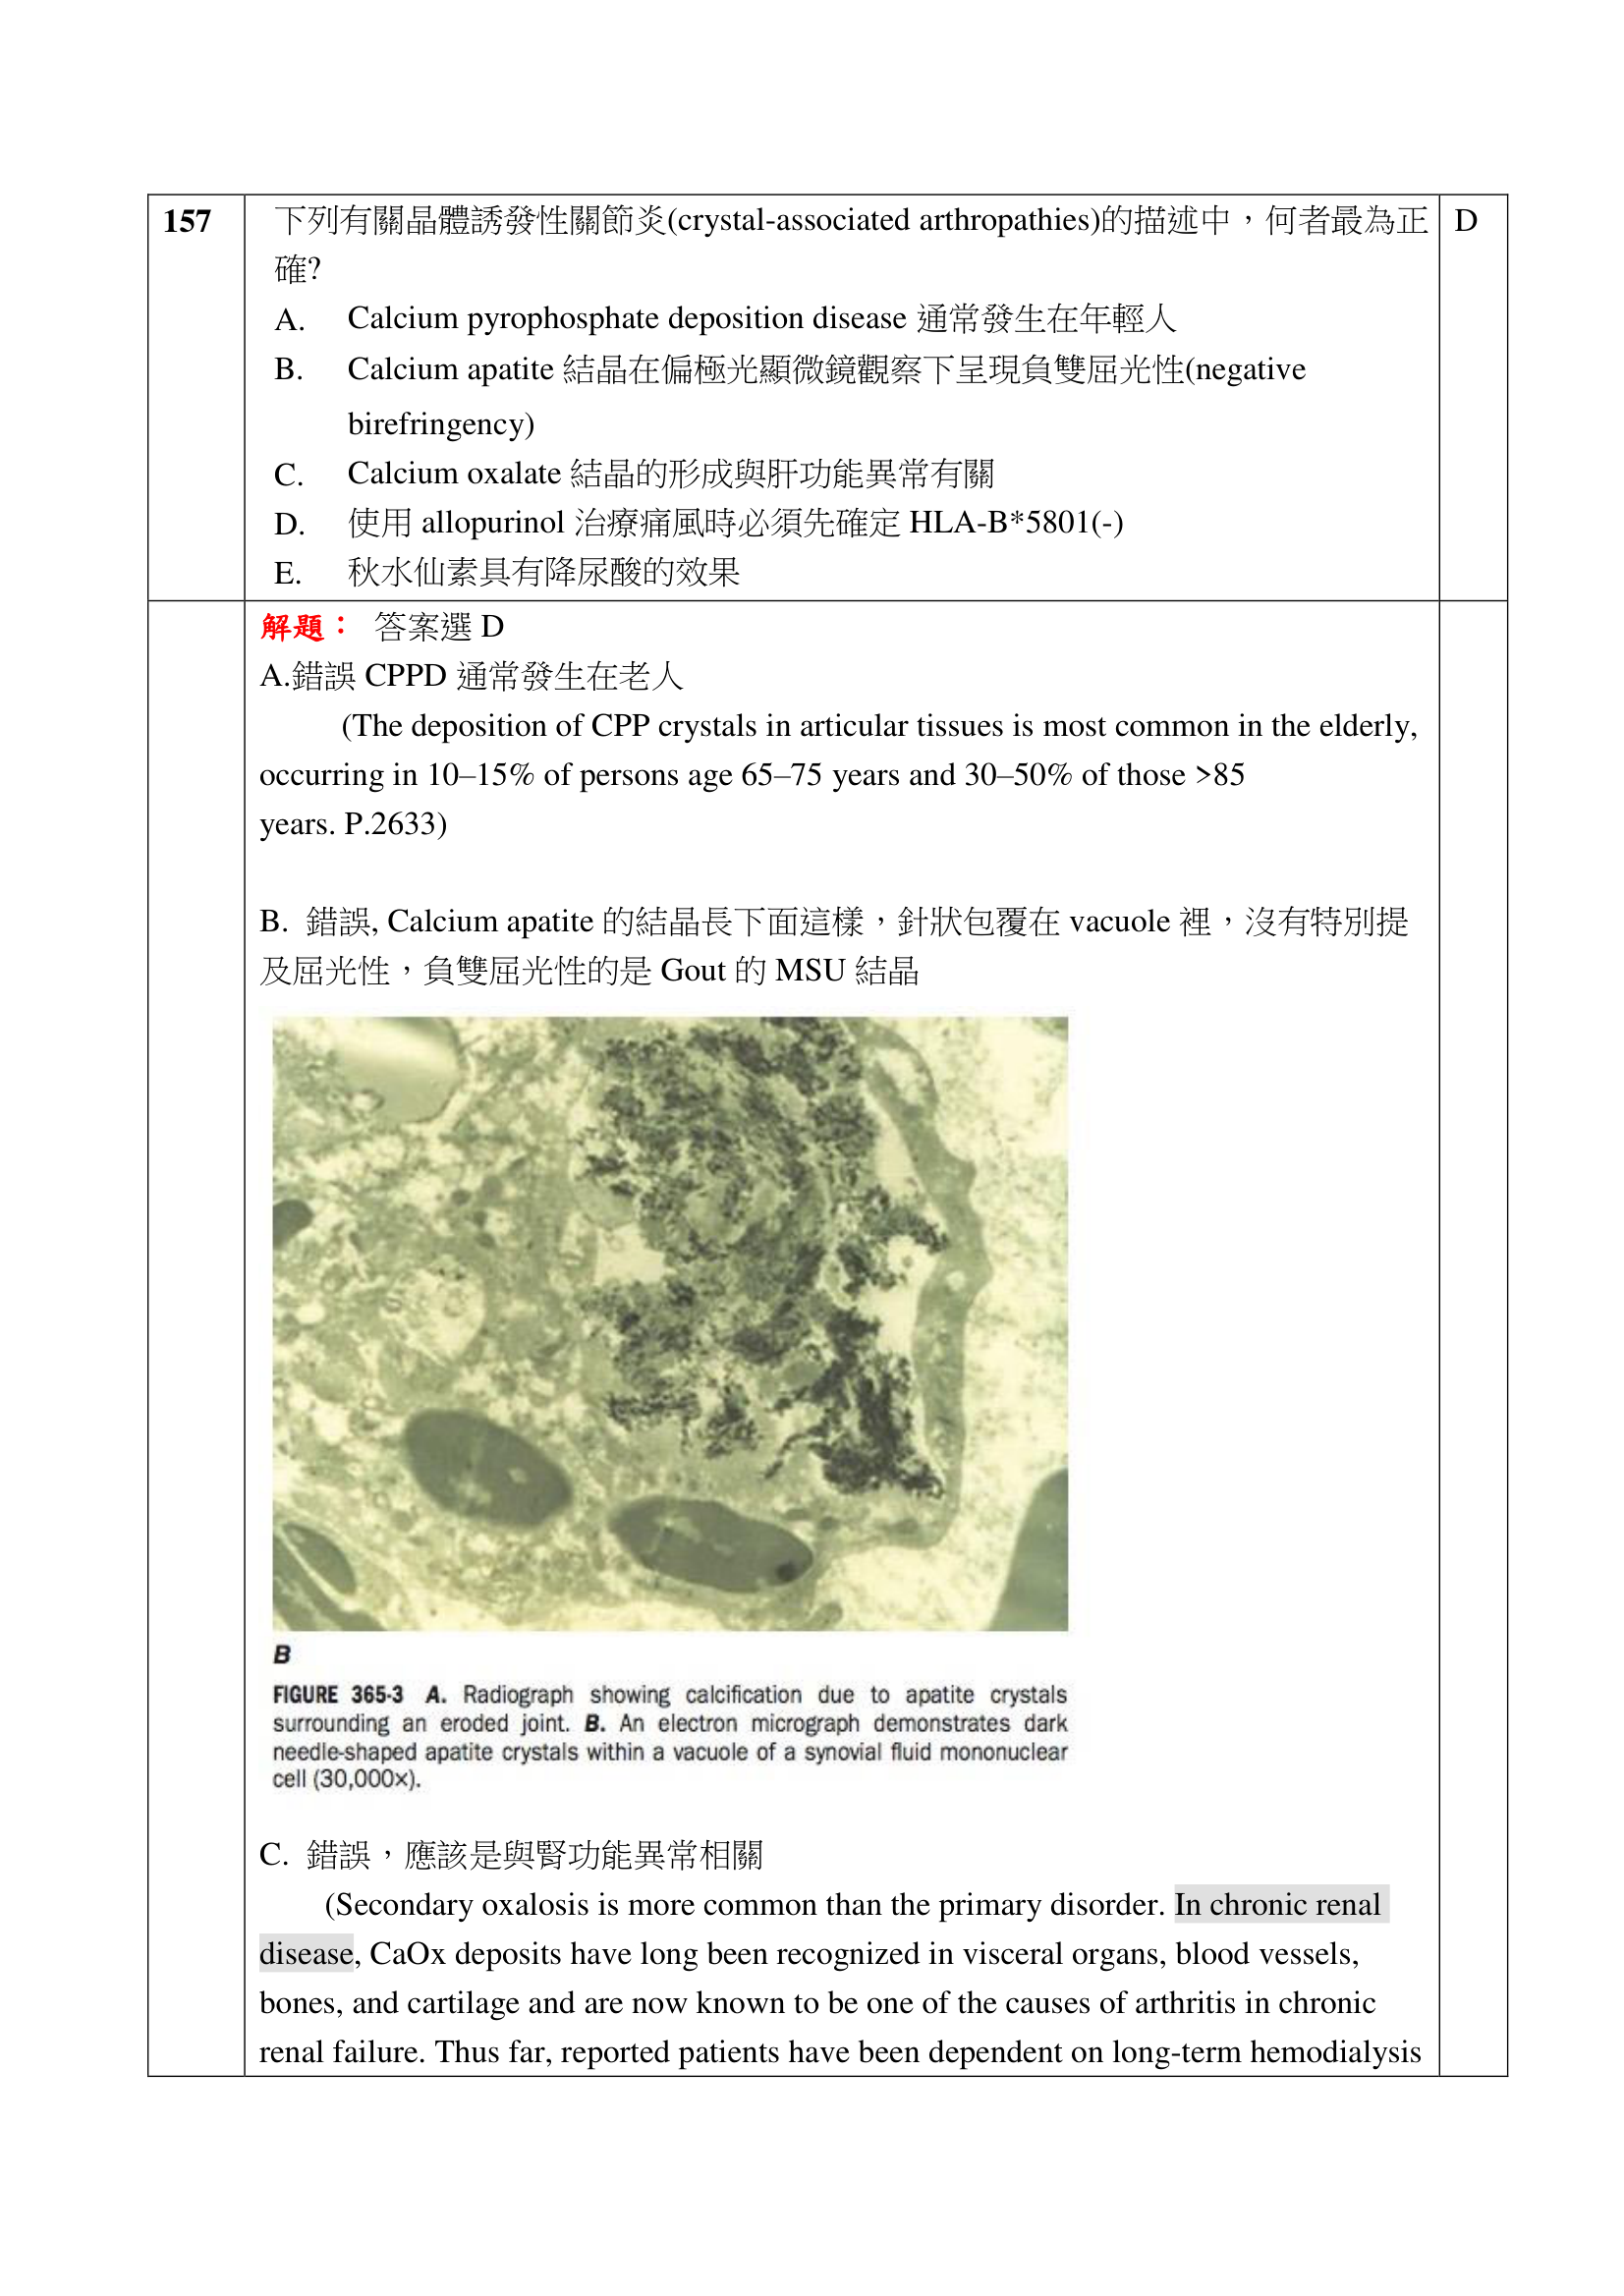 157
下列有關晶體誘發性關節炎(crystal-associated arthropathies)的描述中，何者最為正
確?
D
A. Calcium pyrophosphate deposition disease 通常發生在年輕人
B. Calcium apatite 結晶在偏極光顯微鏡觀察下呈現負雙屈光性(negative
birefringency)
C. Calcium oxalate 結晶的形成與肝功能異常有關
D. 使用 allopurinol 治療痛風時必須先確定 HLA-B*5801(-)
E. 秋水仙素具有降尿酸的效果
解題： 答案選 D
A.錯誤 CPPD 通常發生在老人
(The deposition of CPP crystals in articular tissues is most common in the elderly,
occurring in 10–15% of persons age 65–75 years and 30–50% of those >85
years. P.2633)
B. 錯誤, Calcium apatite 的結晶長下面這樣，針狀包覆在 vacuole 裡，沒有特別提
及屈光性，負雙屈光性的是 Gout 的 MSU 結晶
B
FIGURE 365-3 A. Radiograph showing calcification due to apatite crystals
surrounding an eroded joint. B. An electron micrograph demonstrates dark
needle-shaped apatite crystals within a vacuole of a synovial fluid mononuclear
cell (30,000×).
C. 錯誤，應該是與腎功能異常相關
(Secondary oxalosis is more common than the primary disorder. In chronic renal
disease, CaOx deposits have long been recognized in visceral organs, blood vessels,
bones, and cartilage and are now known to be one of the causes of arthritis in chronic
renal failure. Thus far, reported patients have been dependent on long-term hemodialysis